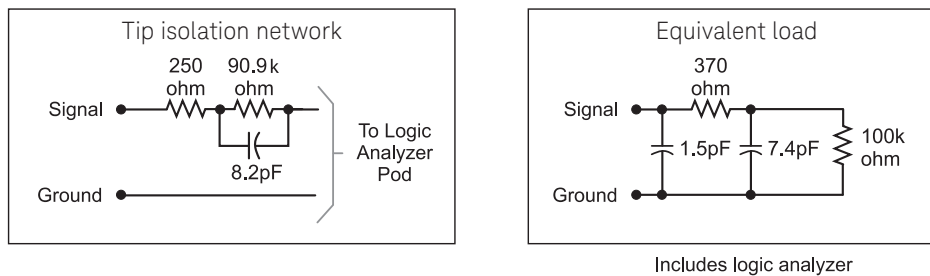 Tip isolation network
250
ohm
90.9k
ohm
Signal
8.2pF
Ground
To Logic
Analyzer
Pod
Equivalent load
370
ohm
Signal
1.5pF
7.4pF
100k
ohm
Ground
Includes logic analyzer